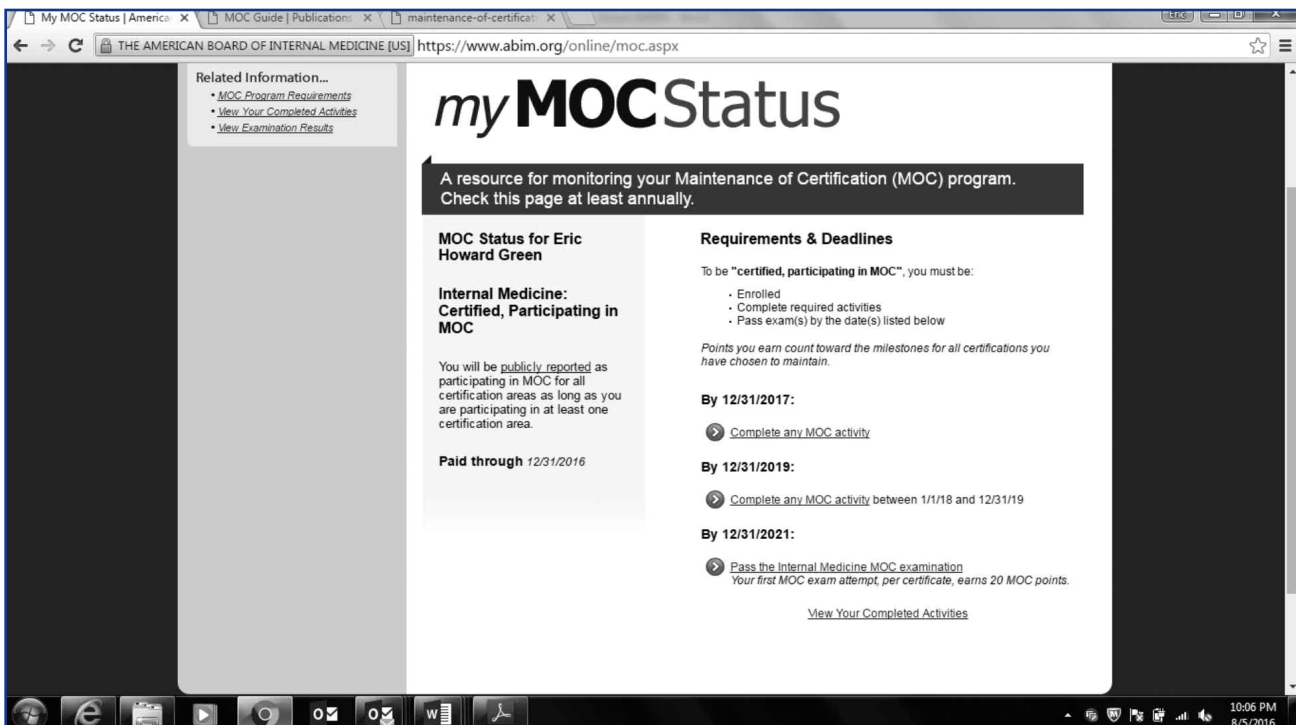 My MOC Status | America
MOC Guide | Publications
maintenance-of-certificati
Eric
THE AMERICAN BOARD OF INTERNAL MEDICINE [US] https://www.abim.org/online/moc.aspx
Related Information...
• MOC Program Requirements
• View Your Completed Activities
• View Examination Results
myMOCStatus
A resource for monitoring your Maintenance of Certification (MOC) program.
Check this page at least annually.
MOC Status for Eric
Howard Green
Internal Medicine:
Certified, Participating in
MOC
You will be publicly reported as
participating in MOC for all
certification areas as long as you
are participating in at least one
certification area.
Paid through 12/31/2016
Requirements & Deadlines
To be "certified, participating in MOC", you must be:
• Enrolled
• Complete required activities
• Pass exam(s) by the date(s) listed below
Points you earn count toward the milestones for all certifications you
have chosen to maintain.
By 12/31/2017:
Complete any MOC activity
By 12/31/2019:
Complete any MOC activity between 1/1/18 and 12/31/19
By 12/31/2021:
Pass the Internal Medicine MOC examination
Your first MOC exam attempt, per certificate, earns 20 MOC points.
View Your Completed Activities
10:06 PM
8/5/2016